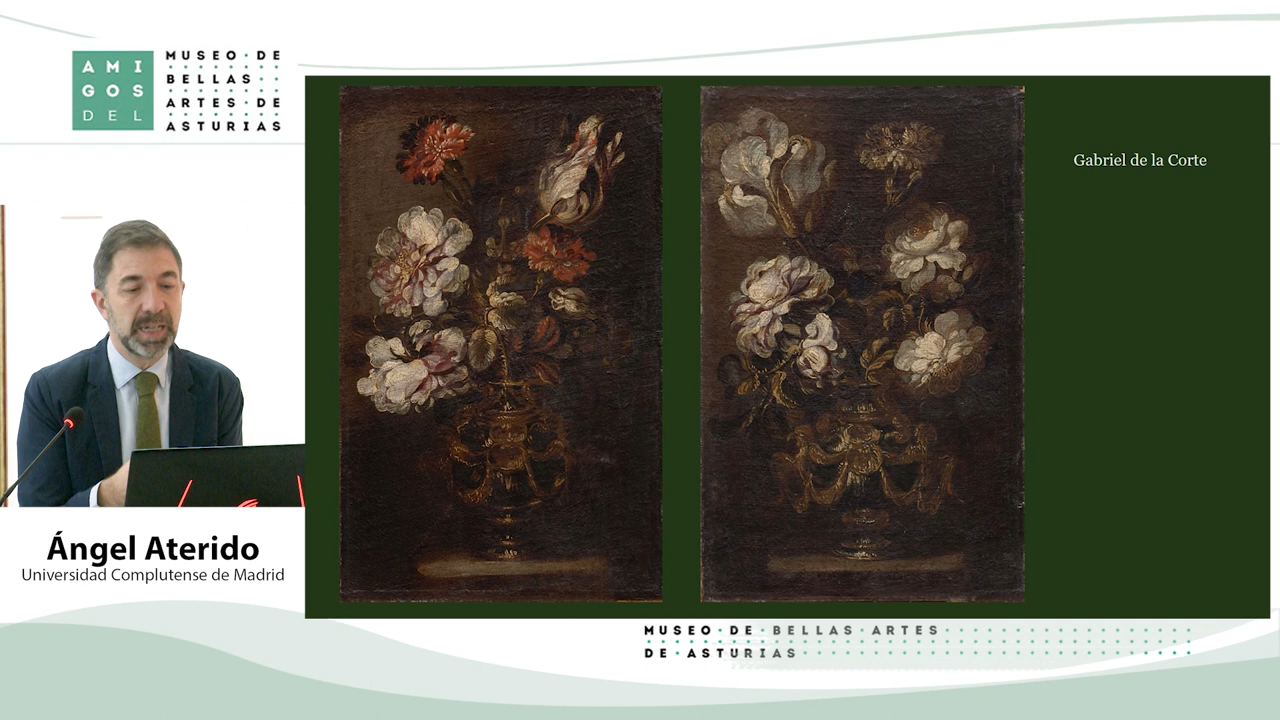 AMI
GOS
DEL
MUSEO·DE
BELLAS
ARTES·DE
ASTURIAS
Gabriel de la Corte
Ángel Aterido
Universidad Complutense de Madrid
MUSEO·DE·BELLAS ARTES
DE·ASTURIAS